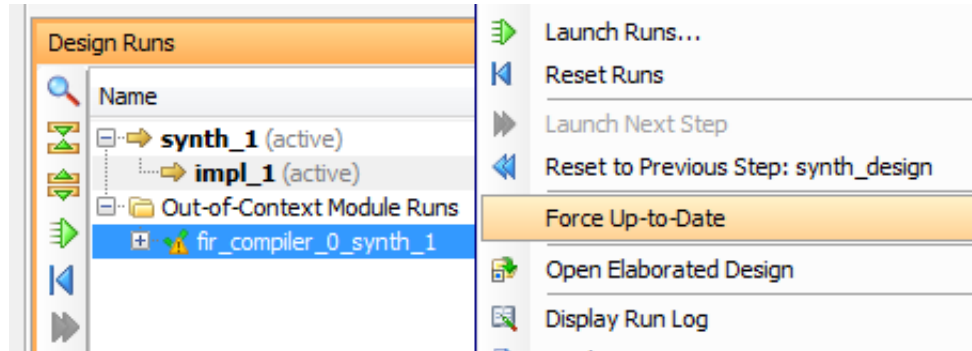 Design Runs
Name
synth_1 (active)
impl_1 (active)
Out-of-Context Module Runs
fir_compiler_0_synth_1
Launch Runs...
Reset Runs
Launch Next Step
Reset to Previous Step: synth_design
Force Up-to-Date
Open Elaborated Design
Display Run Log